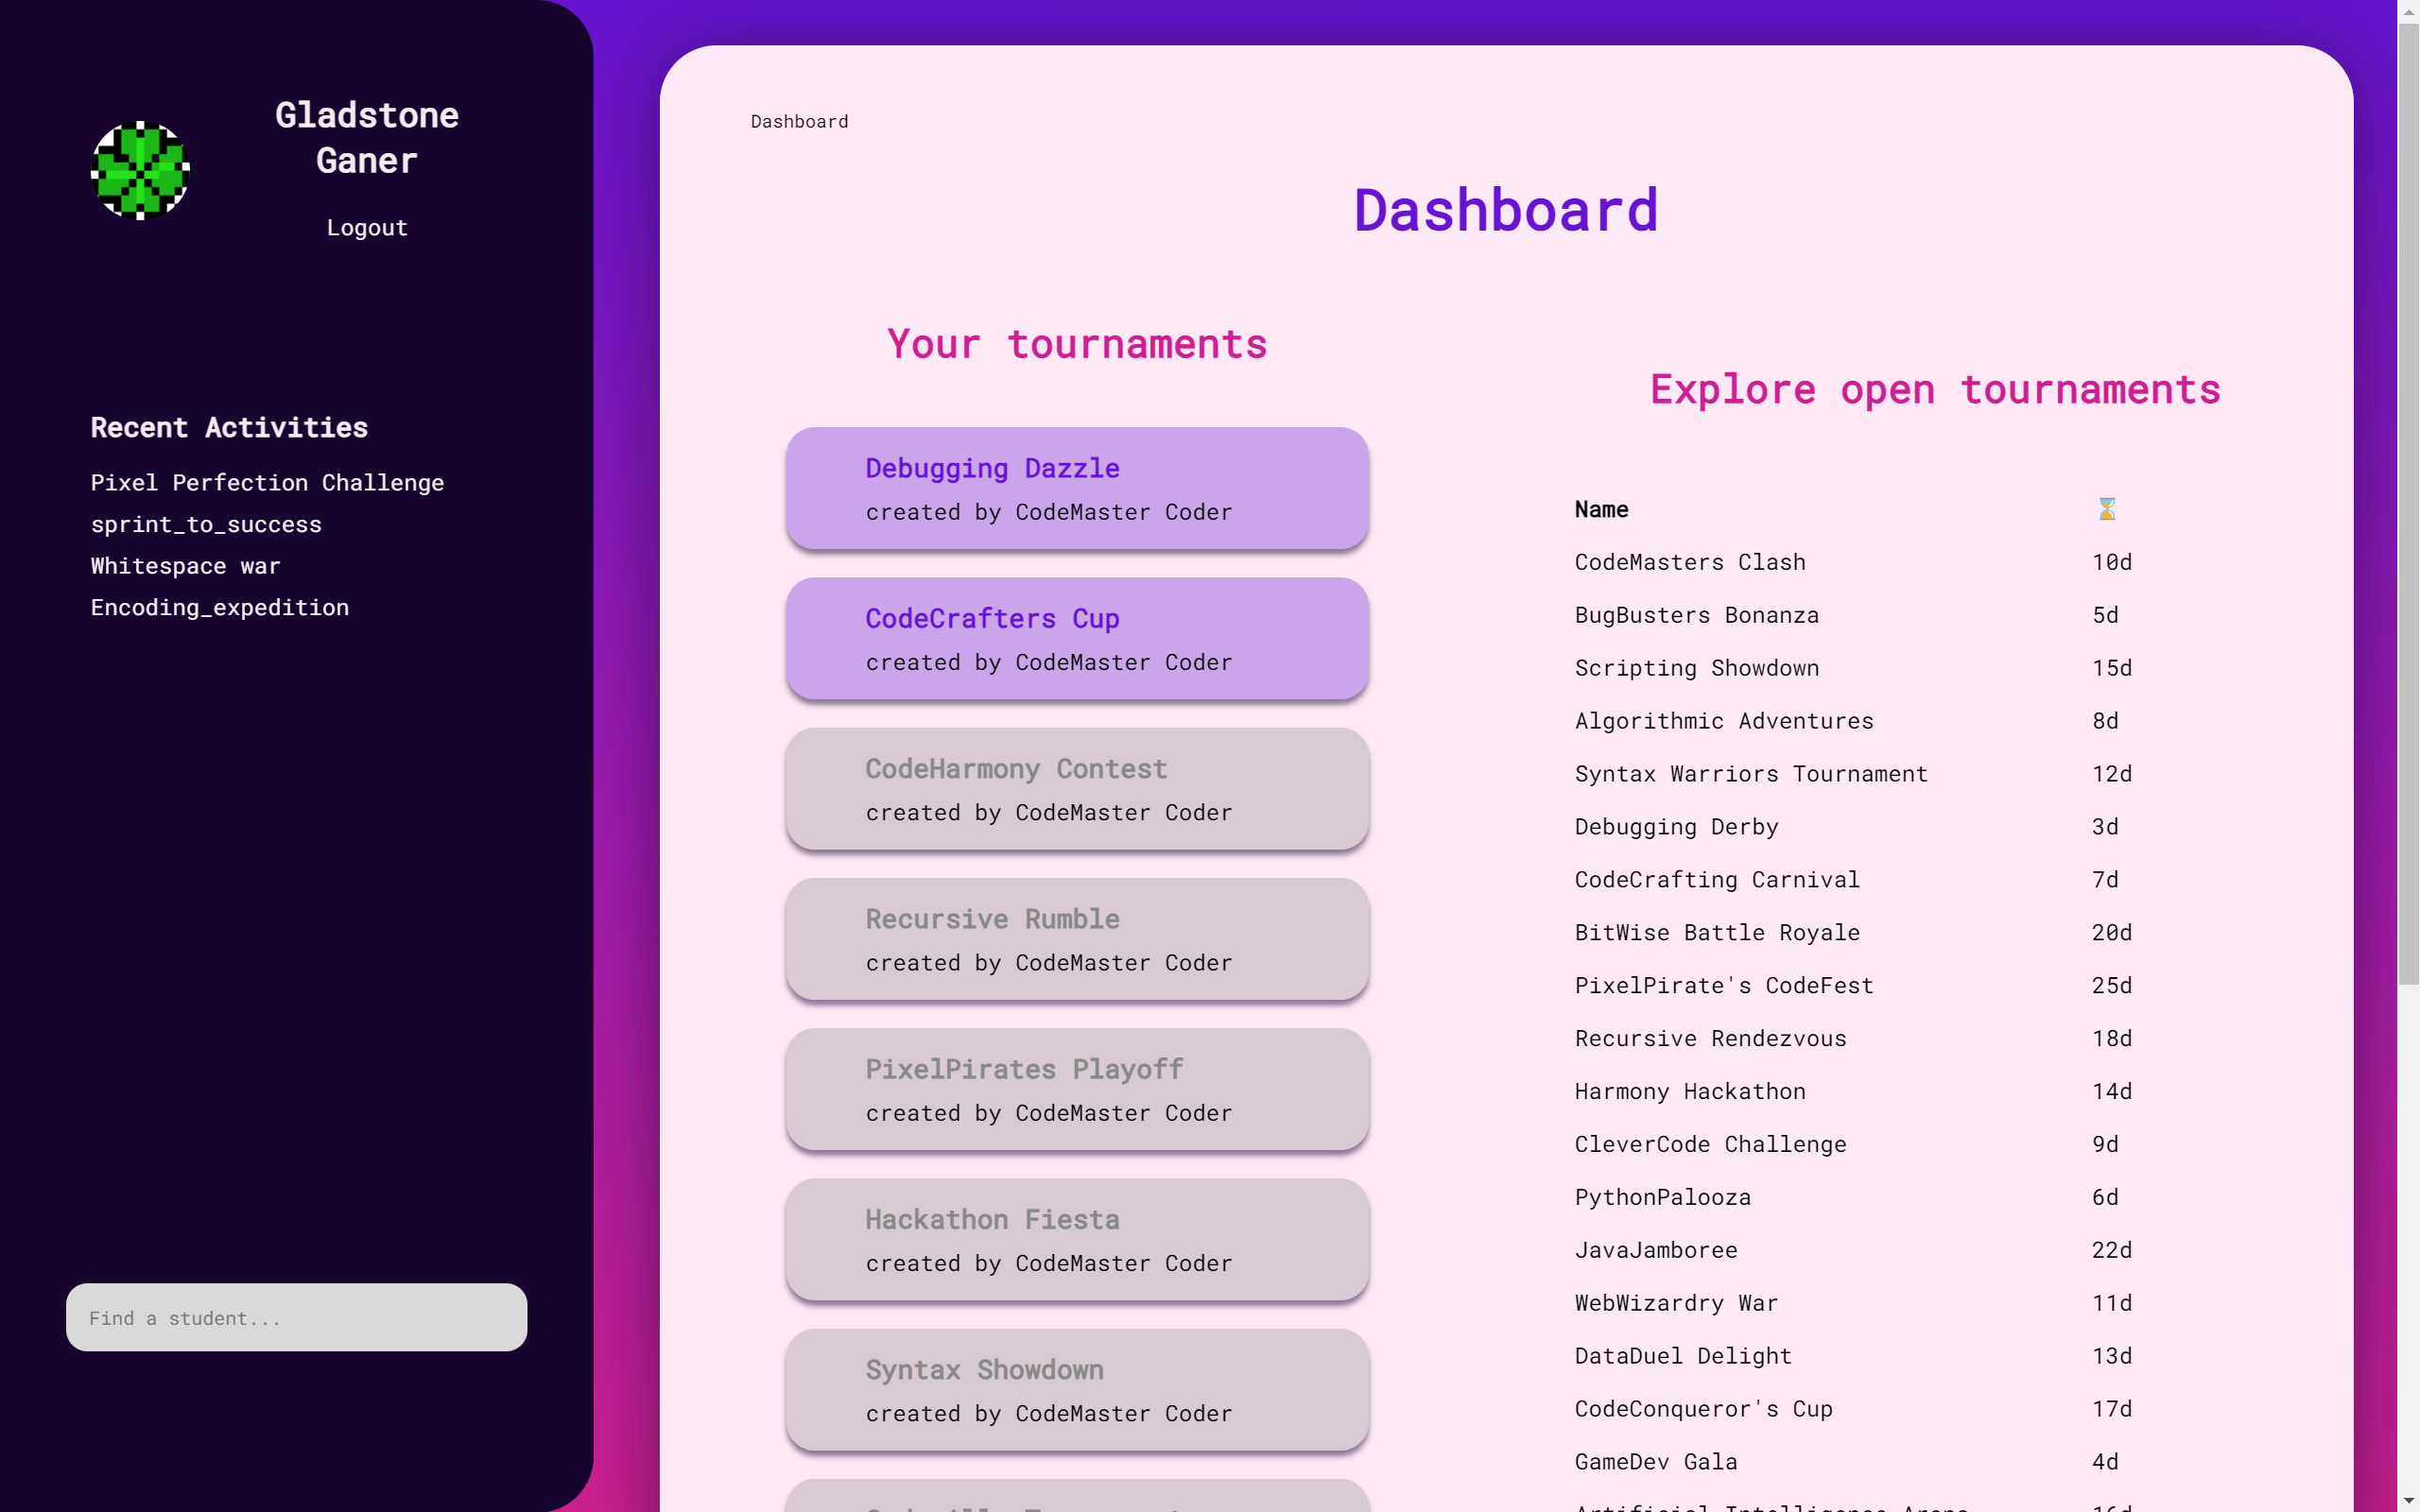 Gladstone
Ganer
Logout
Recent Activities
Pixel Perfection Challenge
sprint_to_success
Whitespace war
Encoding_expedition
Find a student...
Dashboard
Dashboard
Your tournaments
Debugging Dazzle
created by CodeMaster Coder
CodeCrafters Cup
created by CodeMaster Coder
CodeHarmony Contest
created by CodeMaster Coder
Recursive Rumble
created by CodeMaster Coder
PixelPirates Playoff
created by CodeMaster Coder
Hackathon Fiesta
created by CodeMaster Coder
Syntax Showdown
created by CodeMaster Coder
Explore open tournaments
Name ⌛
CodeMasters Clash 10d
BugBusters Bonanza 5d
Scripting Showdown 15d
Algorithmic Adventures 8d
Syntax Warriors Tournament 12d
Debugging Derby 3d
CodeCrafting Carnival 7d
BitWise Battle Royale 20d
PixelPirate's CodeFest 25d
Recursive Rendezvous 18d
Harmony Hackathon 14d
CleverCode Challenge 9d
PythonPalooza 6d
JavaJamboree 22d
WebWizardry War 11d
DataDuel Delight 13d
CodeConqueror's Cup 17d
GameDev Gala 4d
Artificial Intelligence Arena 16d